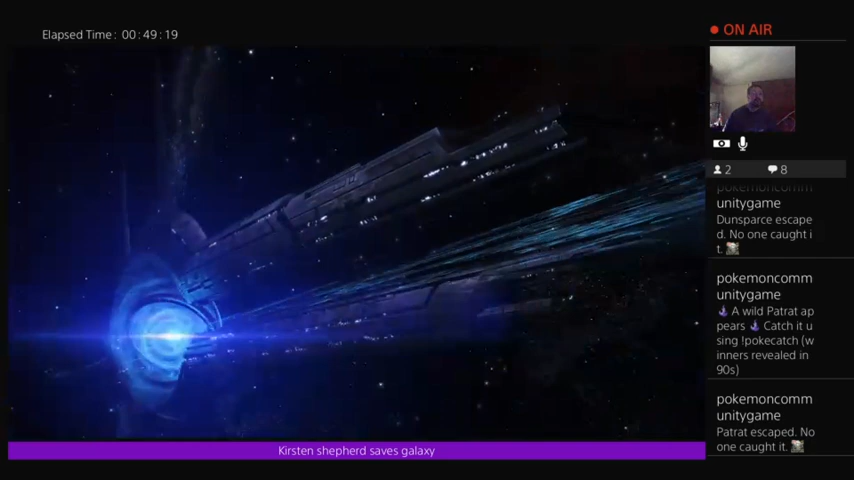 Elapsed Time: 00:49:19
ON AIR
2
8
pokemoncomm
unitygame
Dunsparce escape
d. No one caught i
t.
pokemoncomm
unitygame
A wild Patrat ap
pears Catch it u
sing !pokecatch (w
inners revealed in
90s)
pokemoncomm
unitygame
Patrat escaped. No
one caught it.
Kirsten shepherd saves galaxy